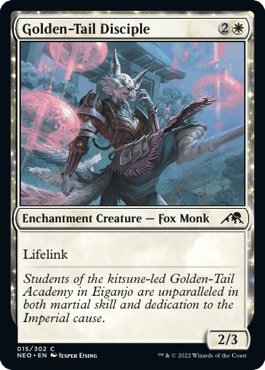 Golden-Tail Disciple 2
Enchantment Creature — Fox Monk
Lifelink
Students of the kitsune-led Golden-Tail
Academy in Eiganjo are unparalleled in
both martial skill and dedication to the
Imperial cause.
2/3
015/302 C
NEO • EN Jesper Ejsing
™ & © 2022 Wizards of the Coast